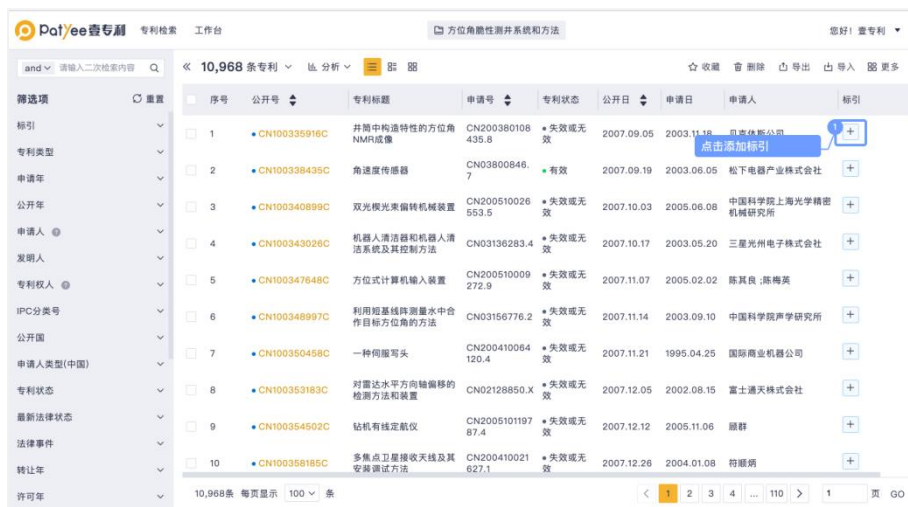 Patyee壹专利 专利检索 工作台 方位角脆性测井系统和方法 您好！壹专利
and 请输入二次检索内容 10,968 条专利 分析 收藏 删除 导出 导入 更多
筛选项 重置 序号 公开号 专利标题 申请号 专利状态 公开日 申请日 申请人 标引
标引
专利类型
申请年
公开年
申请人
发明人
专利权人
IPC分类号
公开国
申请人类型(中国)
专利状态
最新法律状态
法律事件
转让年
许可年
1 CN100335916C 井筒中构造特性的方位角 CN200380108 失效或无 2007.09.05 2003.11.18
NMR成像 435.8 效
1
点击添加标引
2 CN100338435C 角速度传感器 CN03800846. 有效 2007.09.19 2003.06.05 松下电器产业株式会社
7
3 CN100340899C 双光楔光束偏转机械装置 CN200510026 失效或无 2007.10.03 2005.06.08 中国科学院上海光学精密
553.5 效 机械研究所
4 CN100343026C 机器人清洁器和机器人清 CN03136283.4 失效或无 2007.10.17 2003.05.20 三星光州电子株式会社
洁系统及其控制方法 效
5 CN100347648C 方位式计算机输入装置 CN200510009 失效或无 2007.11.07 2005.02.02 陈其良 ;陈梅英
272.9 效
6 CN100348997C 利用短基线阵测量水中合 CN03156776.2 失效或无 2007.11.14 2003.09.10 中国科学院声学研究所
作目标方位角的方法 效
7 CN100350458C 一种伺服写头 CN200410064 失效或无 2007.11.21 1995.04.25 国际商业机器公司
120.4 效
8 CN100353183C 对雷达水平方向轴偏移的 CN02128850.X 失效或无 2007.12.05 2002.08.15 富士通天株式会社
检测方法和装置 效
9 CN100354502C 钻机有线定航仪 CN2005101197 失效或无 2007.12.12 2005.11.06 顾群
87.4 效
10 CN100358185C 多焦点卫星接收天线及其 CN200410021 失效或无 2007.12.26 2004.01.08 符顺炳
安装调试方法 627.1 效
10,968条 每页显示 100 条 < 1 2 3 4 ... 110 > 1 页 GO